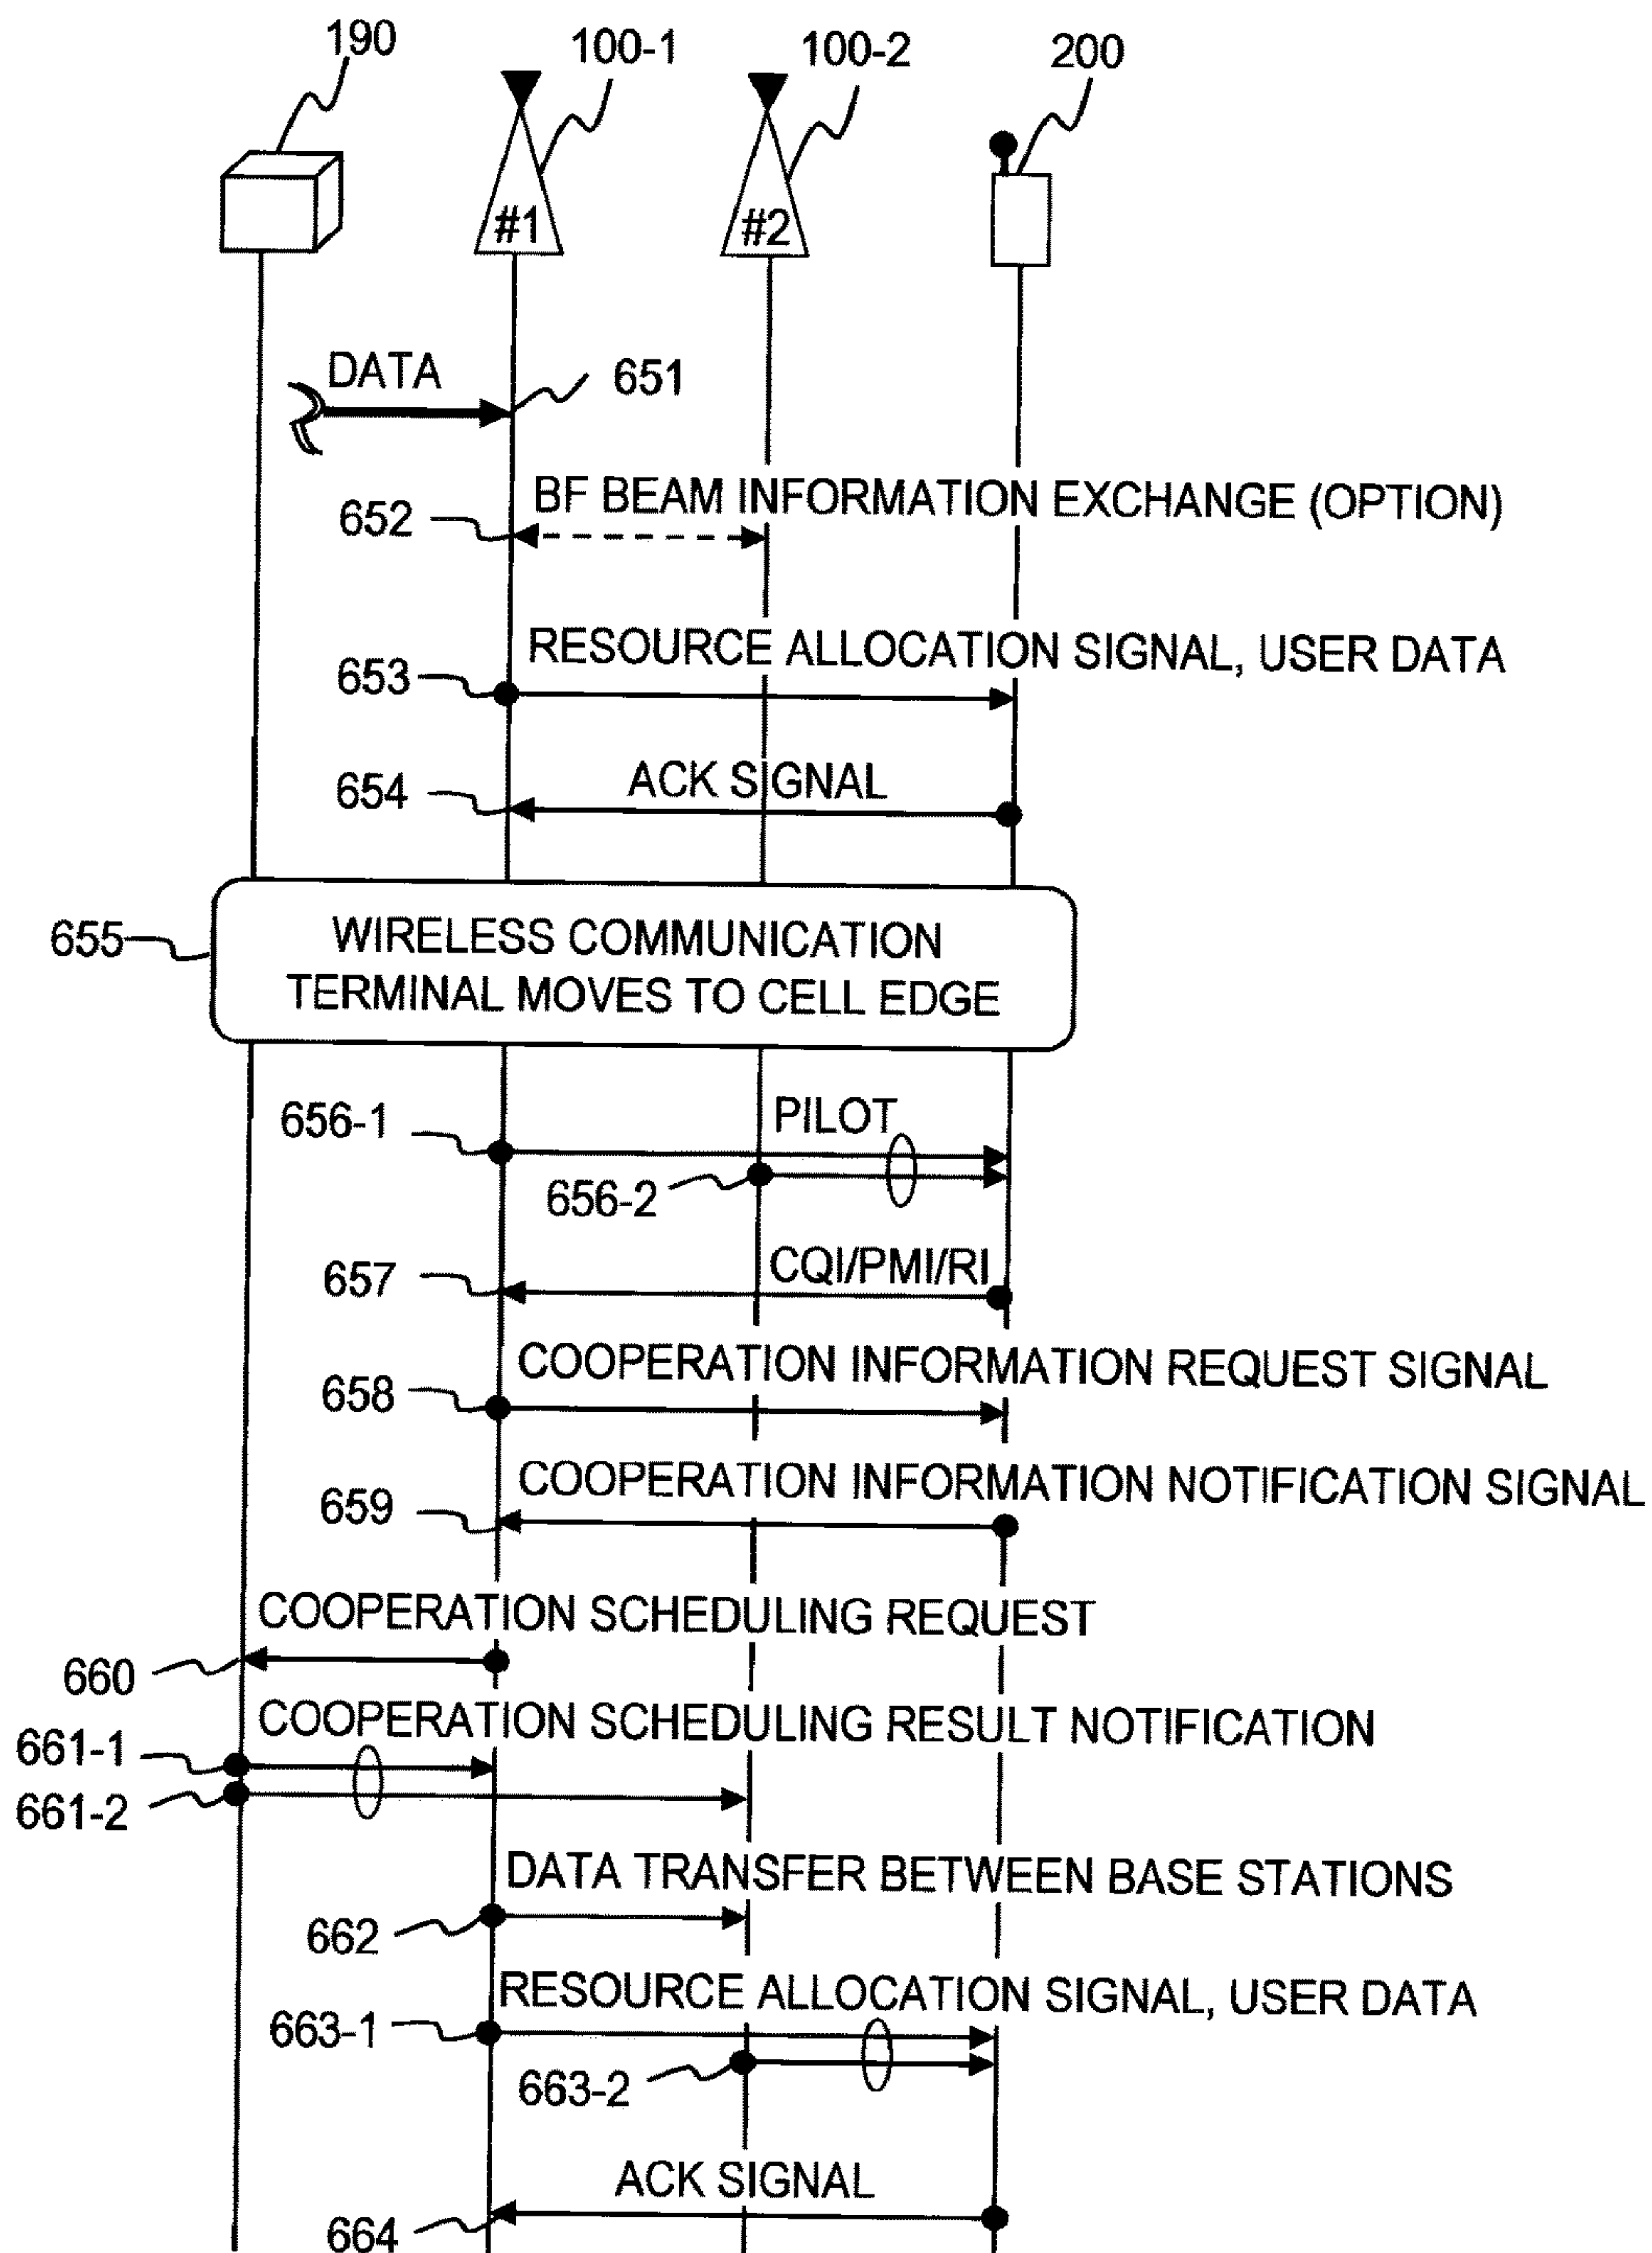 190
100-1
100-2
200
#1
#2
DATA
651
BF BEAM INFORMATION EXCHANGE (OPTION)
652
RESOURCE ALLOCATION SIGNAL, USER DATA
653
ACK SIGNAL
654
655
WIRELESS COMMUNICATION
TERMINAL MOVES TO CELL EDGE
PILOT
656-1
656-2
CQI/PMI/RI
657
COOPERATION INFORMATION REQUEST SIGNAL
658
COOPERATION INFORMATION NOTIFICATION SIGNAL
659
COOPERATION SCHEDULING REQUEST
660
COOPERATION SCHEDULING RESULT NOTIFICATION
661-1
661-2
DATA TRANSFER BETWEEN BASE STATIONS
662
RESOURCE ALLOCATION SIGNAL, USER DATA
663-1
663-2
ACK SIGNAL
664